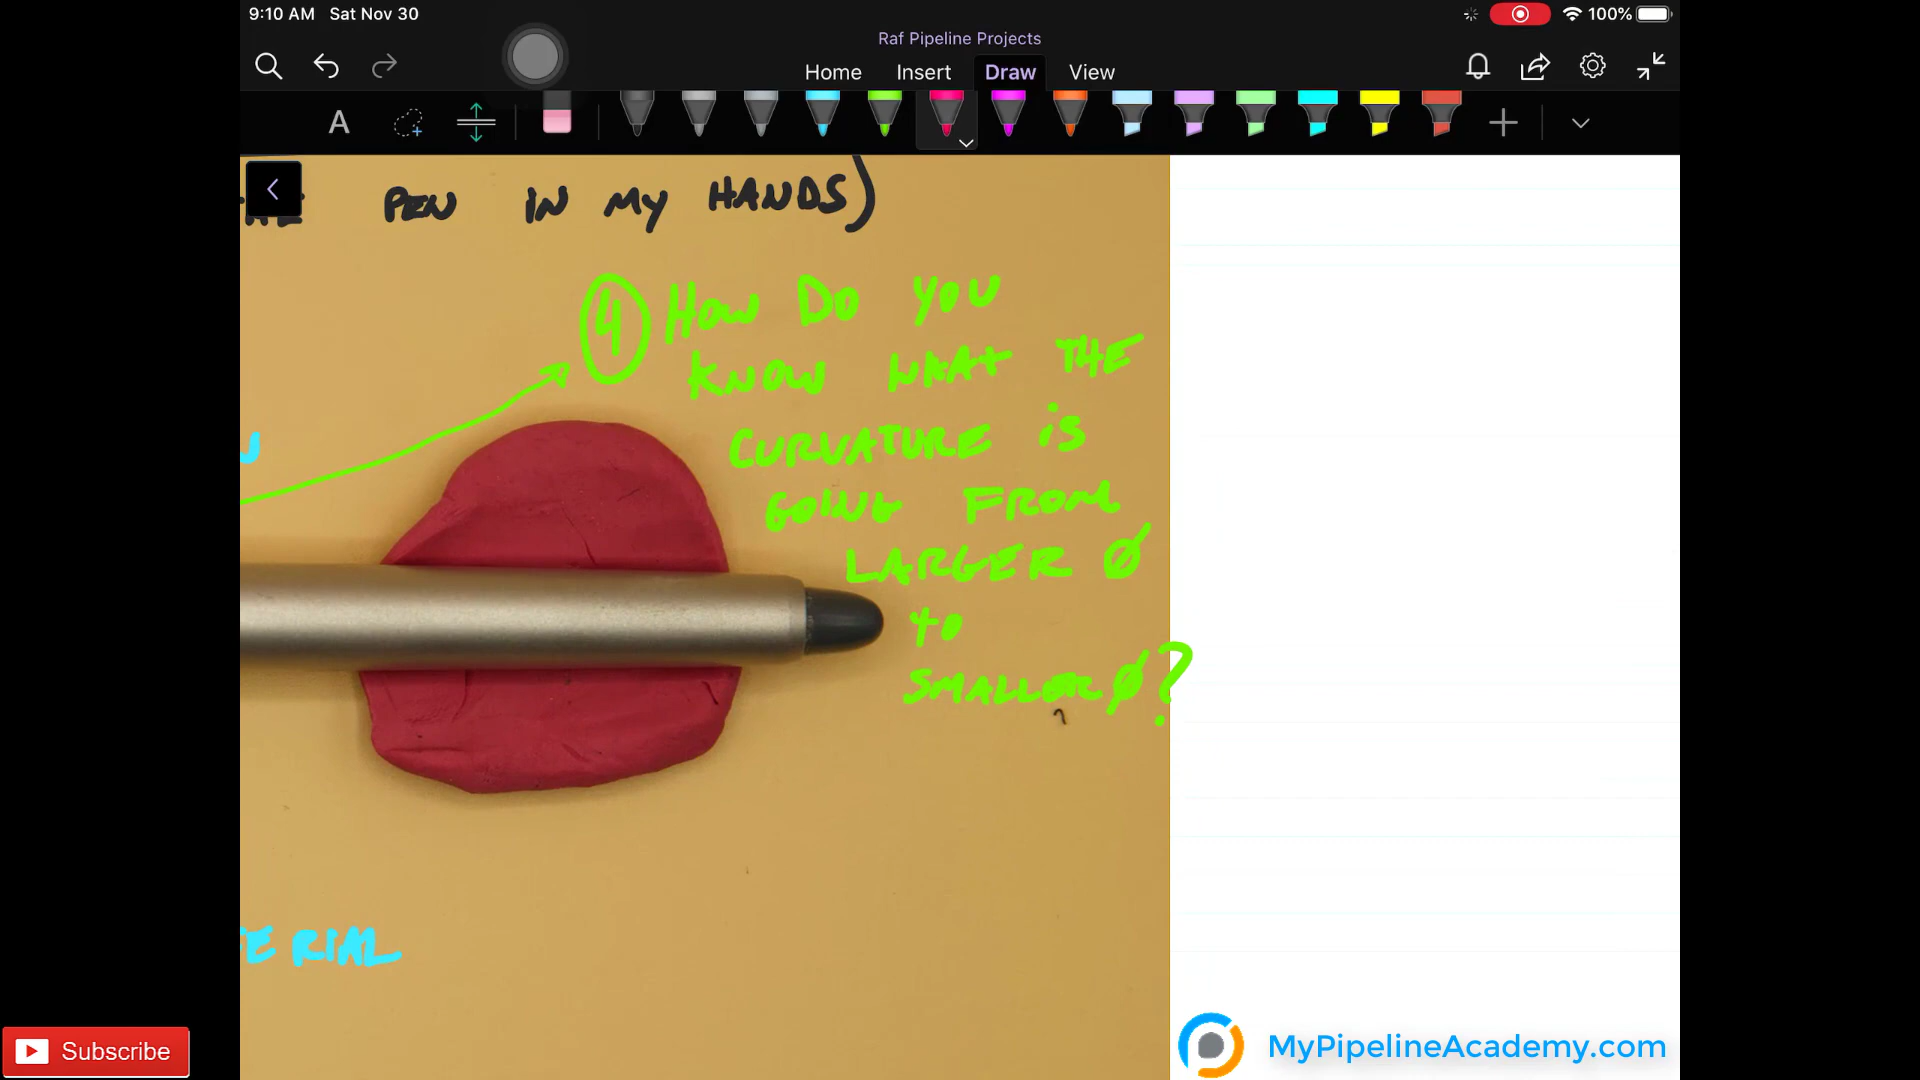 9:10 AM Sat Nov 30
100%
Raf Pipeline Projects
Home Insert Draw View
A
PEN IN MY HANDS)
4 HOW DO YOU
KNOW WHAT THE
CURVATURE IS
GOING FROM
LARGER Ø
to
SMALLER Ø?
ERIAL
Subscribe
MyPipelineAcademy.com